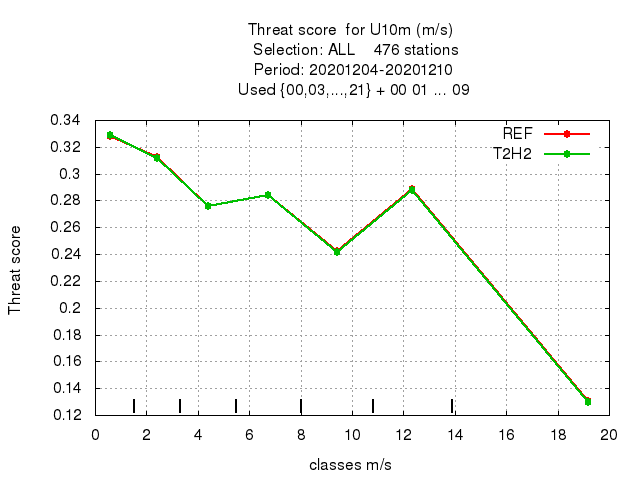 Threat score  for U10m (m/s)
Selection: ALL    476 stations
Period: 20201204-20201210
Used {00,03,...,21} + 00 01 ... 09
REF
T2H2
Threat score
0.34
0.32
0.3
0.28
0.26
0.24
0.22
0.2
0.18
0.16
0.14
0.12
0 2 4 6 8 10 12 14 16 18 20
classes m/s